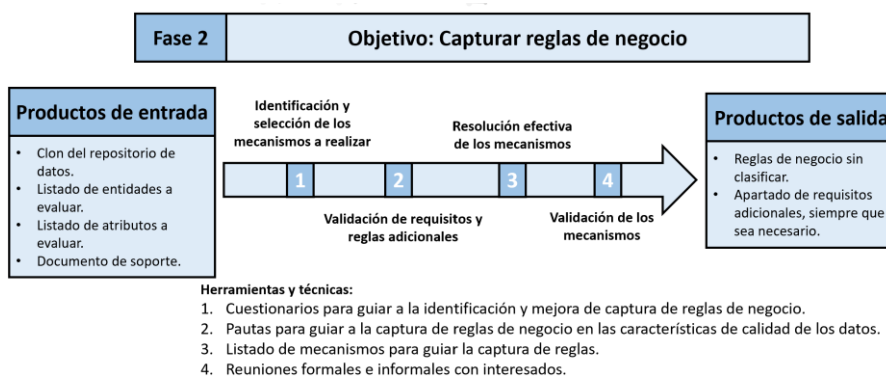 Fase 2
Objetivo: Capturar reglas de negocio
Productos de entrada
• Clon del repositorio de
datos.
• Listado de entidades a
evaluar.
• Listado de atributos a
evaluar.
• Documento de soporte.
Identificación y
selección de los
mecanismos a realizar
Resolución efectiva
de los mecanismos
1
2
3
4
Validación de requisitos y
reglas adicionales
Validación de los
mecanismos
Productos de salida
• Reglas de negocio sin
clasificar.
• Apartado de requisitos
adicionales, siempre que
sea necesario.
Herramientas y técnicas:
1. Cuestionarios para guiar a la identificación y mejora de captura de reglas de negocio.
2. Pautas para guiar a la captura de reglas de negocio en las características de calidad de los datos.
3. Listado de mecanismos para guiar la captura de reglas.
4. Reuniones formales e informales con interesados.